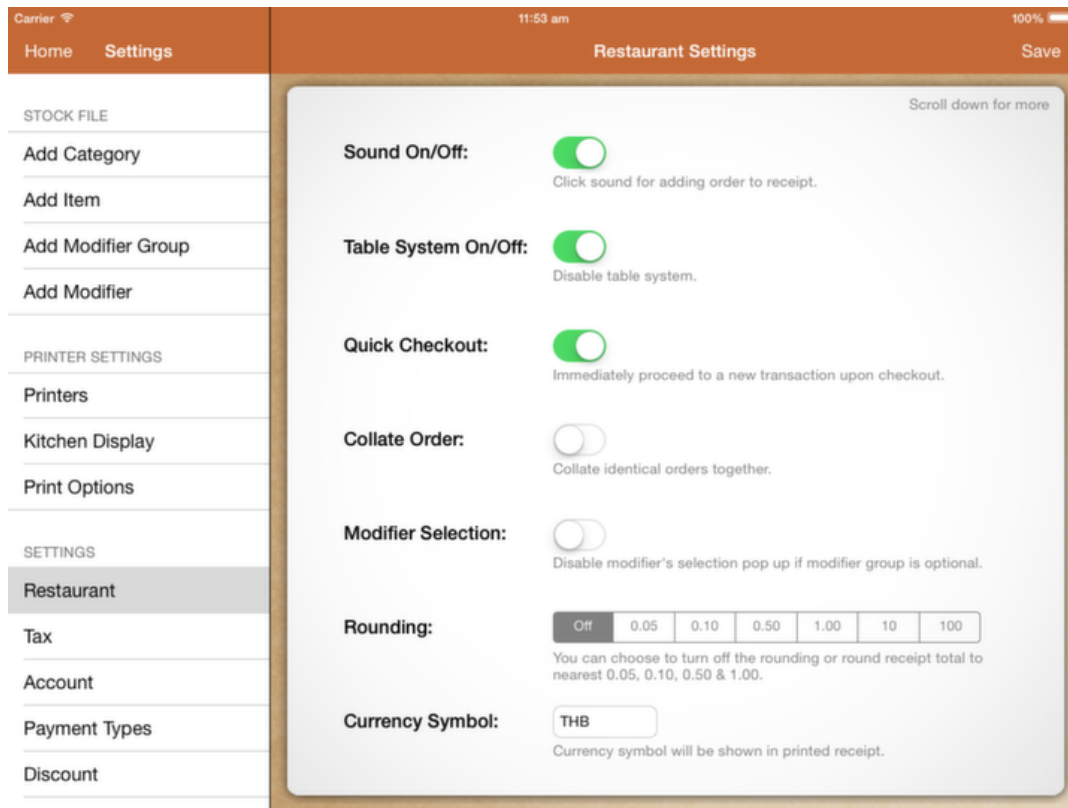 Carrier
11:53 am
100%
Home
Settings
Restaurant Settings
Save
STOCK FILE
Add Category
Add Item
Add Modifier Group
Add Modifier
PRINTER SETTINGS
Printers
Kitchen Display
Print Options
SETTINGS
Restaurant
Tax
Account
Payment Types
Discount
Scroll down for more
Sound On/Off:
Click sound for adding order to receipt.
Table System On/Off:
Disable table system.
Quick Checkout:
Immediately proceed to a new transaction upon checkout.
Collate Order:
Collate identical orders together.
Modifier Selection:
Disable modifier's selection pop up if modifier group is optional.
Rounding:
Off 0.05 0.10 0.50 1.00 10 100
You can choose to turn off the rounding or round receipt total to
nearest 0.05, 0.10, 0.50 & 1.00.
Currency Symbol:
THB
Currency symbol will be shown in printed receipt.